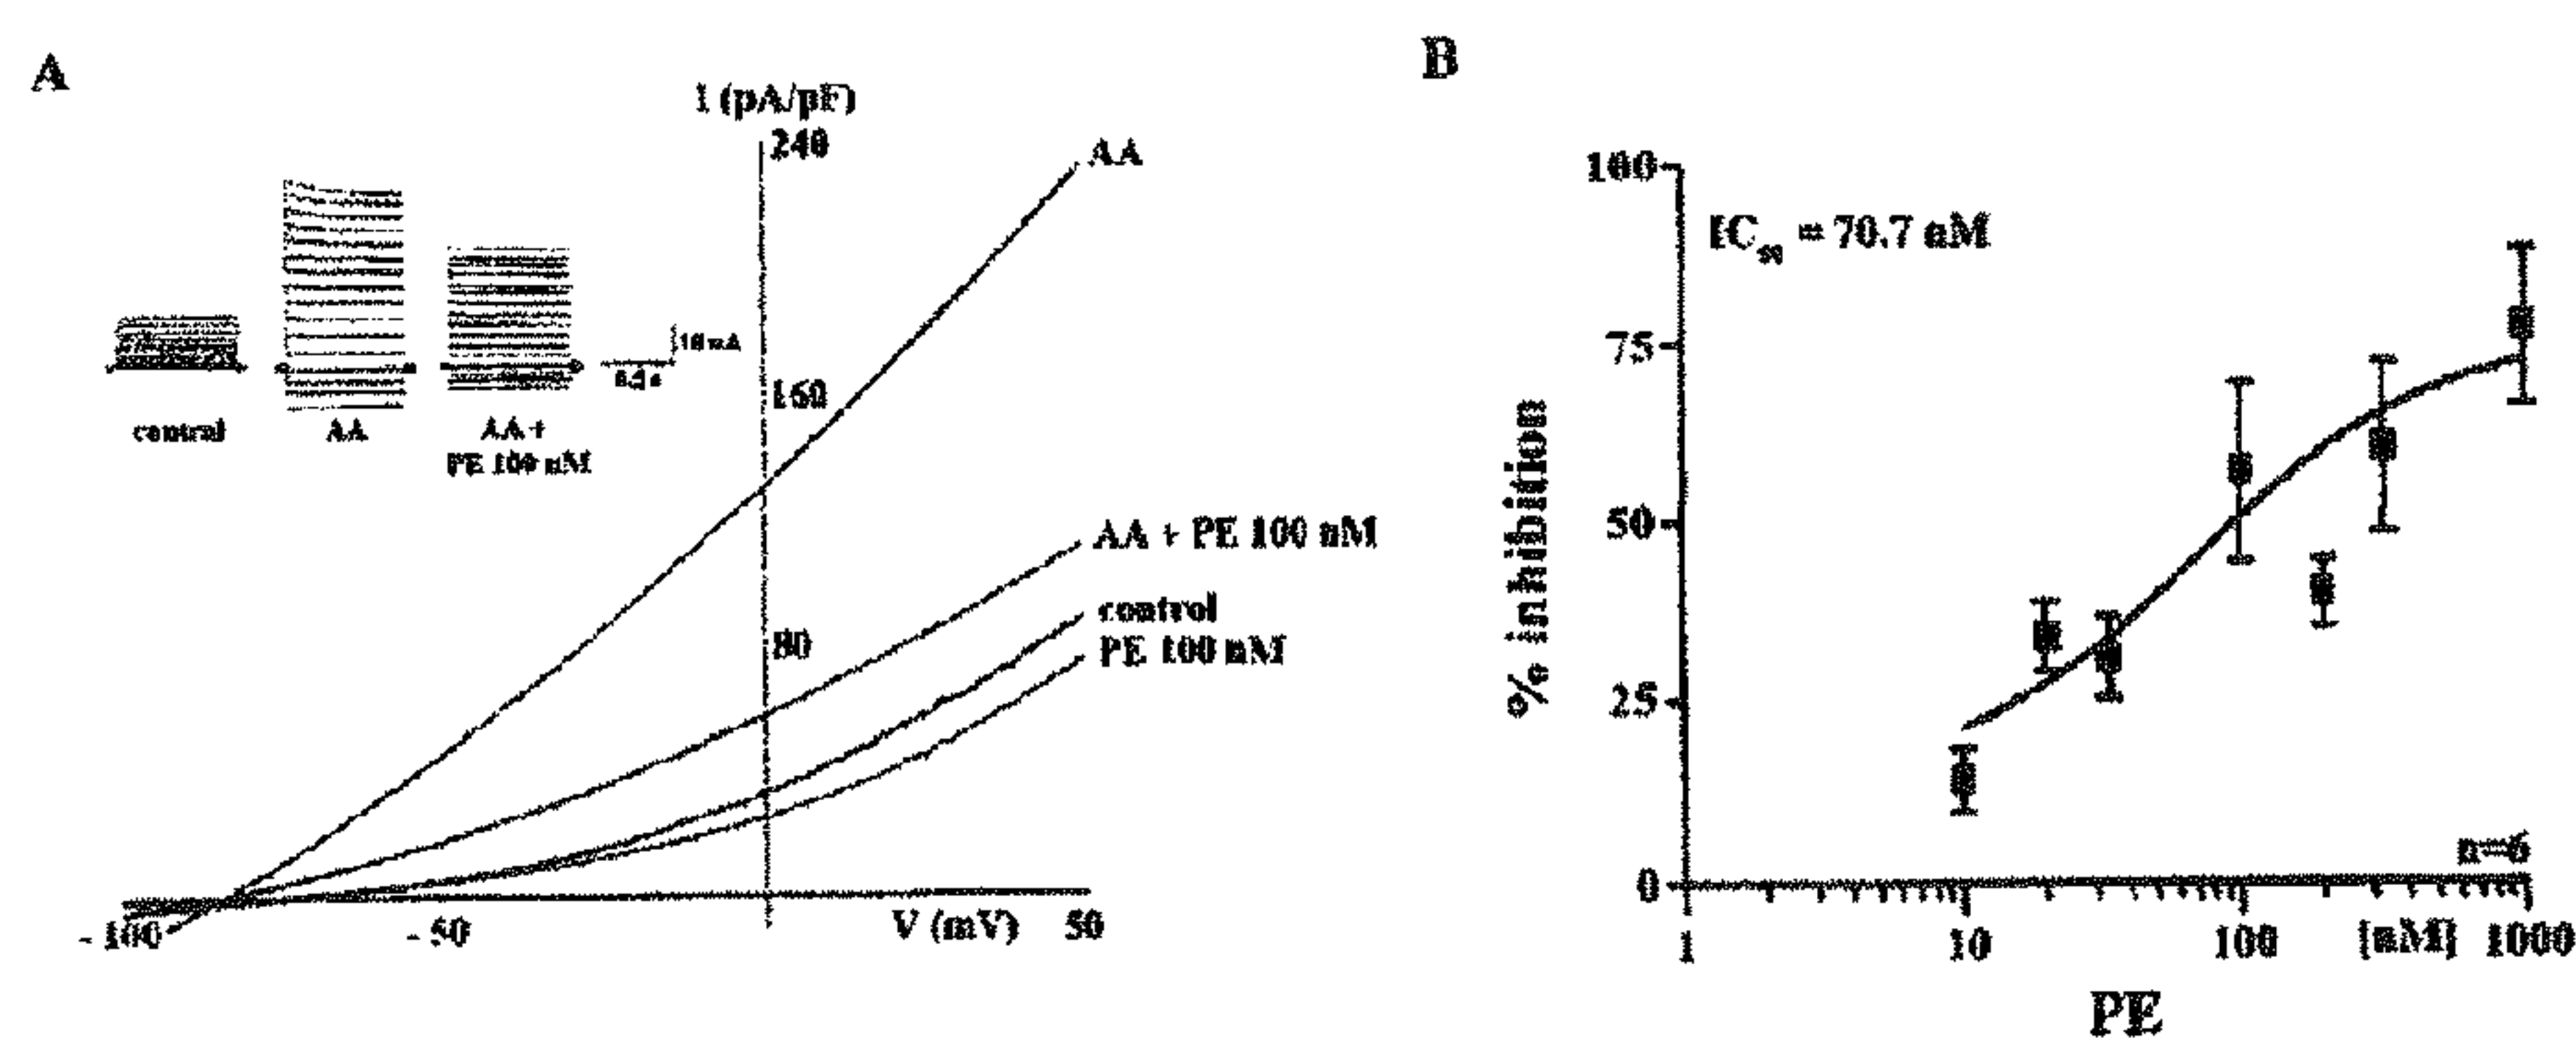 A
I (pA/pF)
240
AA
160
10 nA
control
AA
AA +
PE 100 nM
AA + PE 100 nM
control
PE 100 nM
80
- 100
- 50
V (mV)
50
B
100
IC50 = 70.7 nM
75
50
25
0
% inhibition
n=6
1
10
100
[nM]
1000
PE